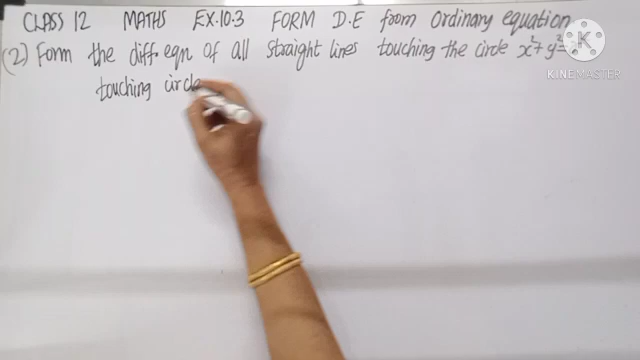 CLASS 12 MATHS EX.10.3 FORM D.E from Ordinary equation
(2) Form the diff. eqn Of all straight lines touching the circle x²+y²=
touching circle
KINEMASTER